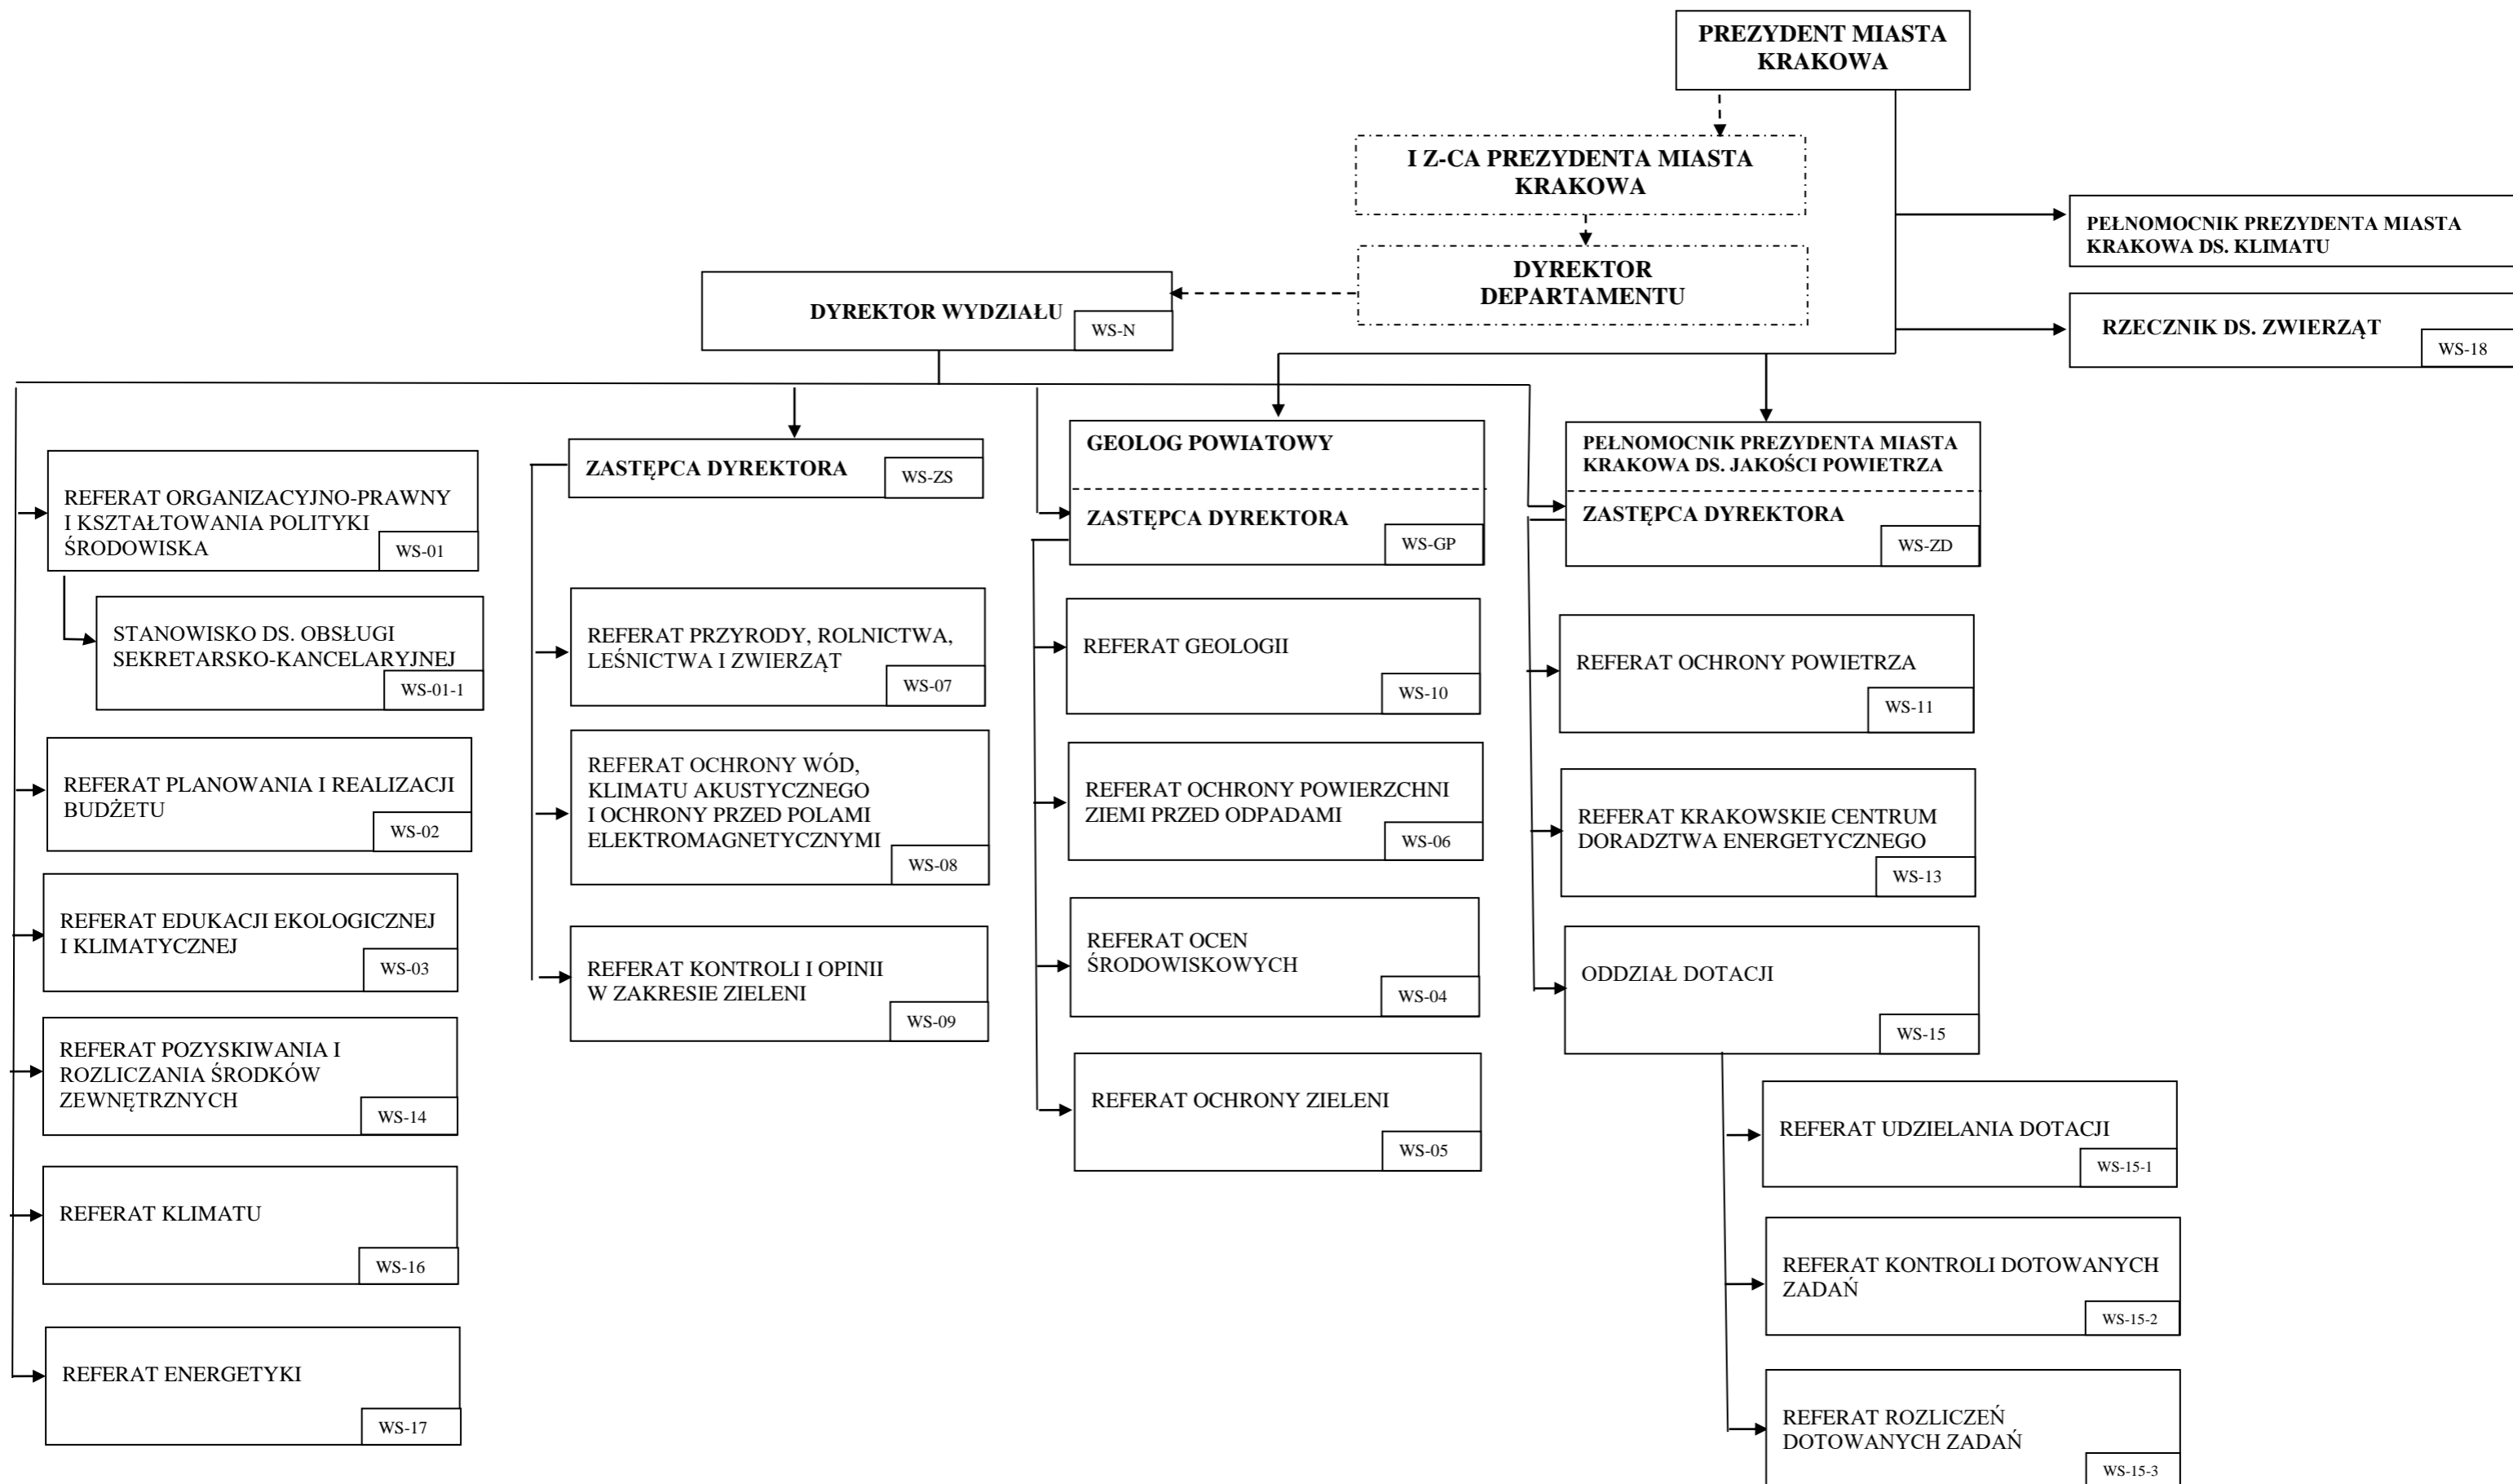 PREZYDENT MIASTA
KRAKOWA
I Z-CA PREZYDENTA MIASTA
KRAKOWA
DYREKTOR
DEPARTAMENTU
PEŁNOMOCNIK PREZYDENTA MIASTA
KRAKOWA DS. KLIMATU
RZECZNIK DS. ZWIERZĄT
WS-18
DYREKTOR WYDZIAŁU
WS-N
REFERAT ORGANIZACYJNO-PRAWNY
I KSZTAŁTOWANIA POLITYKI
ŚRODOWISKA
WS-01
STANOWISKO DS. OBSŁUGI
SEKRETARSKO-KANCELARYJNEJ
WS-01-1
REFERAT PLANOWANIA I REALIZACJI
BUDŻETU
WS-02
REFERAT EDUKACJI EKOLOGICZNEJ
I KLIMATYCZNEJ
WS-03
REFERAT POZYSKIWANIA I
ROZLICZANIA ŚRODKÓW
ZEWNĘTRZNYCH
WS-14
REFERAT KLIMATU
WS-16
REFERAT ENERGETYKI
WS-17
ZASTĘPCA DYREKTORA
WS-ZS
REFERAT PRZYRODY, ROLNICTWA,
LEŚNICTWA I ZWIERZĄT
WS-07
REFERAT OCHRONY WÓD,
KLIMATU AKUSTYCZNEGO
I OCHRONY PRZED POLAMI
ELEKTROMAGNETYCZNYMI
WS-08
REFERAT KONTROLI I OPINII
W ZAKRESIE ZIELENI
WS-09
GEOLOG POWIATOWY
ZASTĘPCA DYREKTORA
WS-GP
REFERAT GEOLOGII
WS-10
REFERAT OCHRONY POWIERZCHNI
ZIEMI PRZED ODPADAMI
WS-06
REFERAT OCEN
ŚRODOWISKOWYCH
WS-04
REFERAT OCHRONY ZIELENI
WS-05
PEŁNOMOCNIK PREZYDENTA MIASTA
KRAKOWA DS. JAKOŚCI POWIETRZA
ZASTĘPCA DYREKTORA
WS-ZD
REFERAT OCHRONY POWIETRZA
WS-11
REFERAT KRAKOWSKIE CENTRUM
DORADZTWA ENERGETYCZNEGO
WS-13
ODDZIAŁ DOTACJI
WS-15
REFERAT UDZIELANIA DOTACJI
WS-15-1
REFERAT KONTROLI DOTOWANYCH
ZADAŃ
WS-15-2
REFERAT ROZLICZEŃ
DOTOWANYCH ZADAŃ
WS-15-3